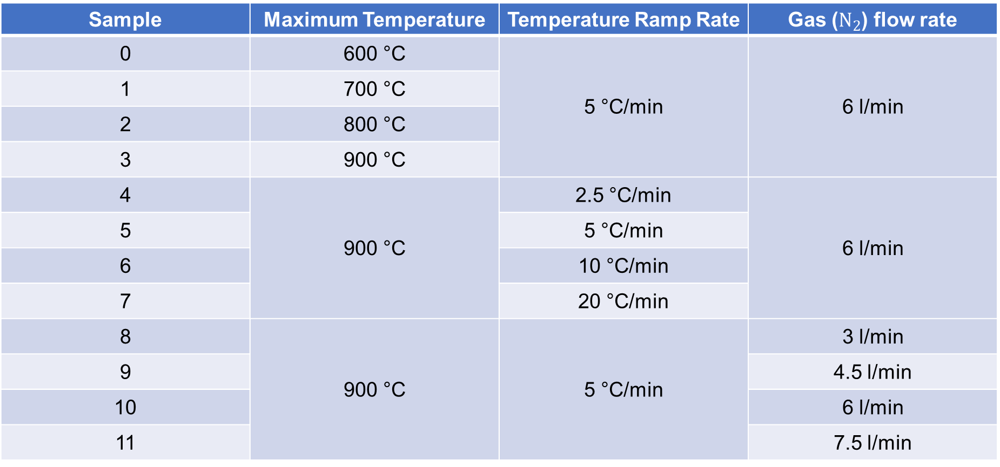 Sample Maximum Temperature Temperature Ramp Rate Gas (N₂) flow rate
0 600 °C
1 700 °C
5 °C/min 6 l/min
2 800 °C
3 900 °C
4 2.5 °C/min
5 5 °C/min
900 °C 6 l/min
6 10 °C/min
7 20 °C/min
8 3 l/min
9 4.5 l/min
900 °C 5 °C/min
10 6 l/min
11 7.5 l/min